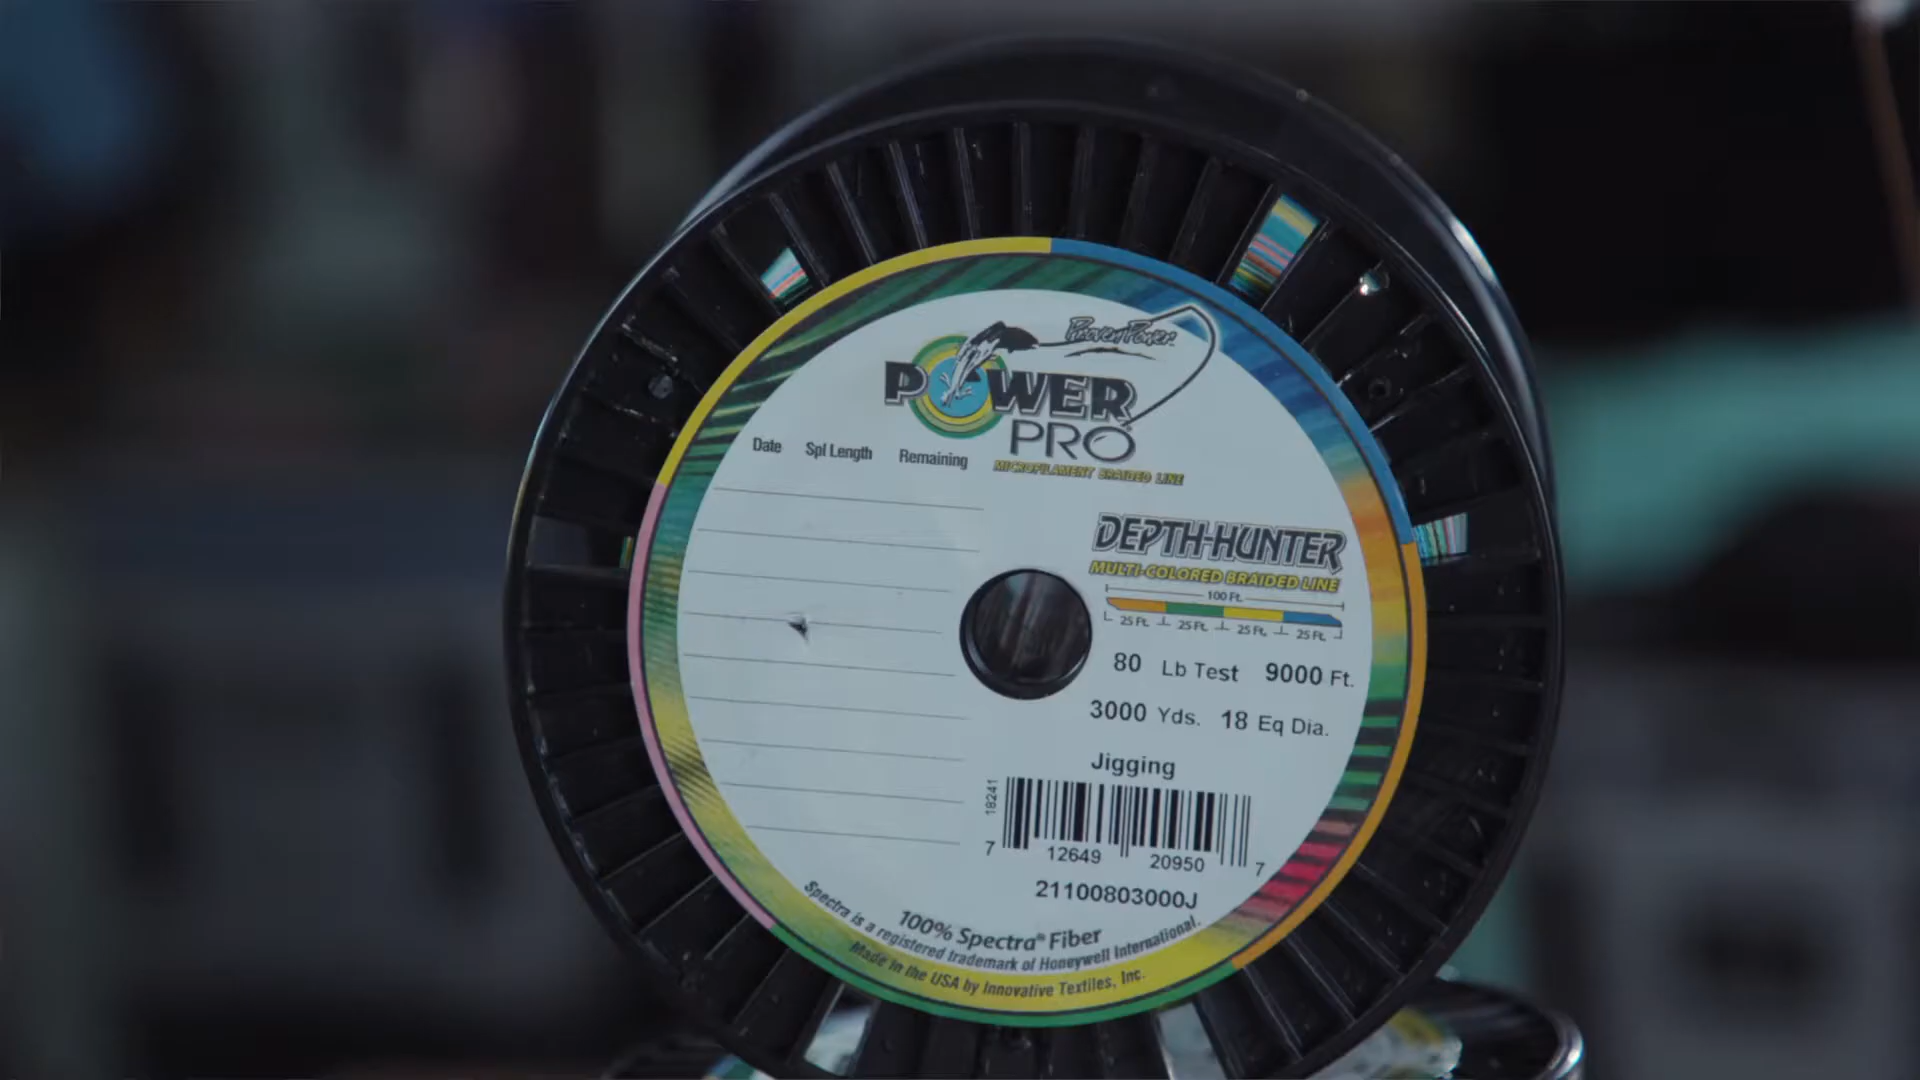 Proven Power
POWER
PRO
MICROFILAMENT BRAIDED LINE
Date Spl Length Remaining
DEPTH-HUNTER
MULTI-COLORED BRAIDED LINE
100 Ft.
25 Ft. 25 Ft. 25 Ft. 25 Ft.
80 Lb Test 9000 Ft.
3000 Yds. 18 Eq Dia.
Jigging
18241
7 12649 20950 7
21100803000J
100% Spectra® Fiber
Spectra is a registered trademark of Honeywell International.
Made in the USA by Innovative Textiles, Inc.